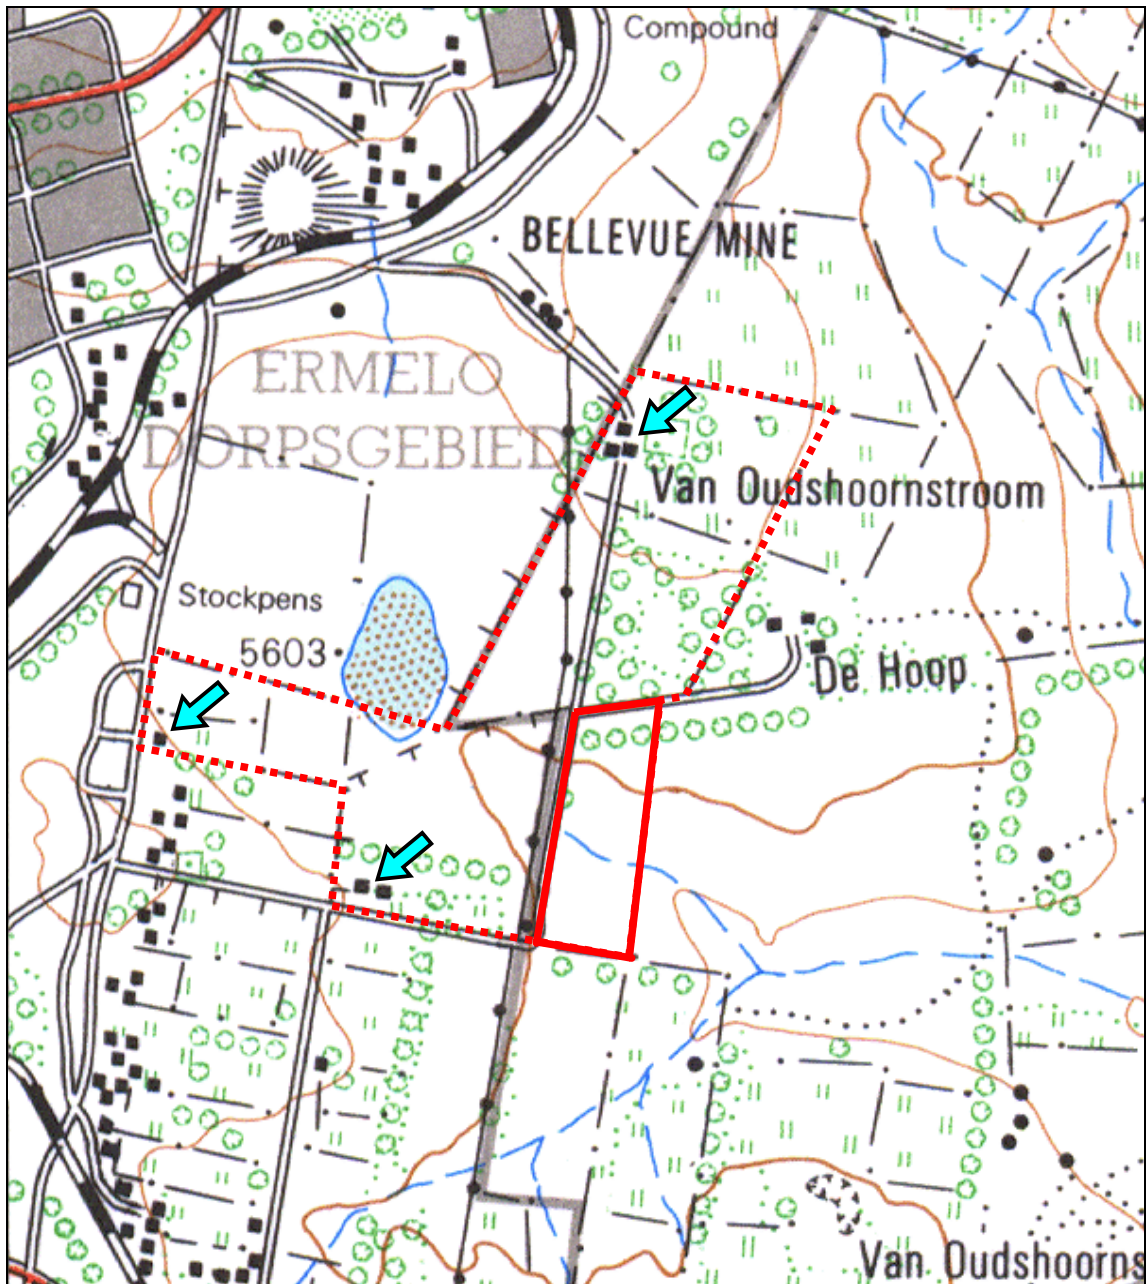 Compound
BELLEVUE MINE
ERMELO
DORPSGEBIED
Van Oudshoornstroom
Stockpens
5603
De Hoop
Van Oudshoorns